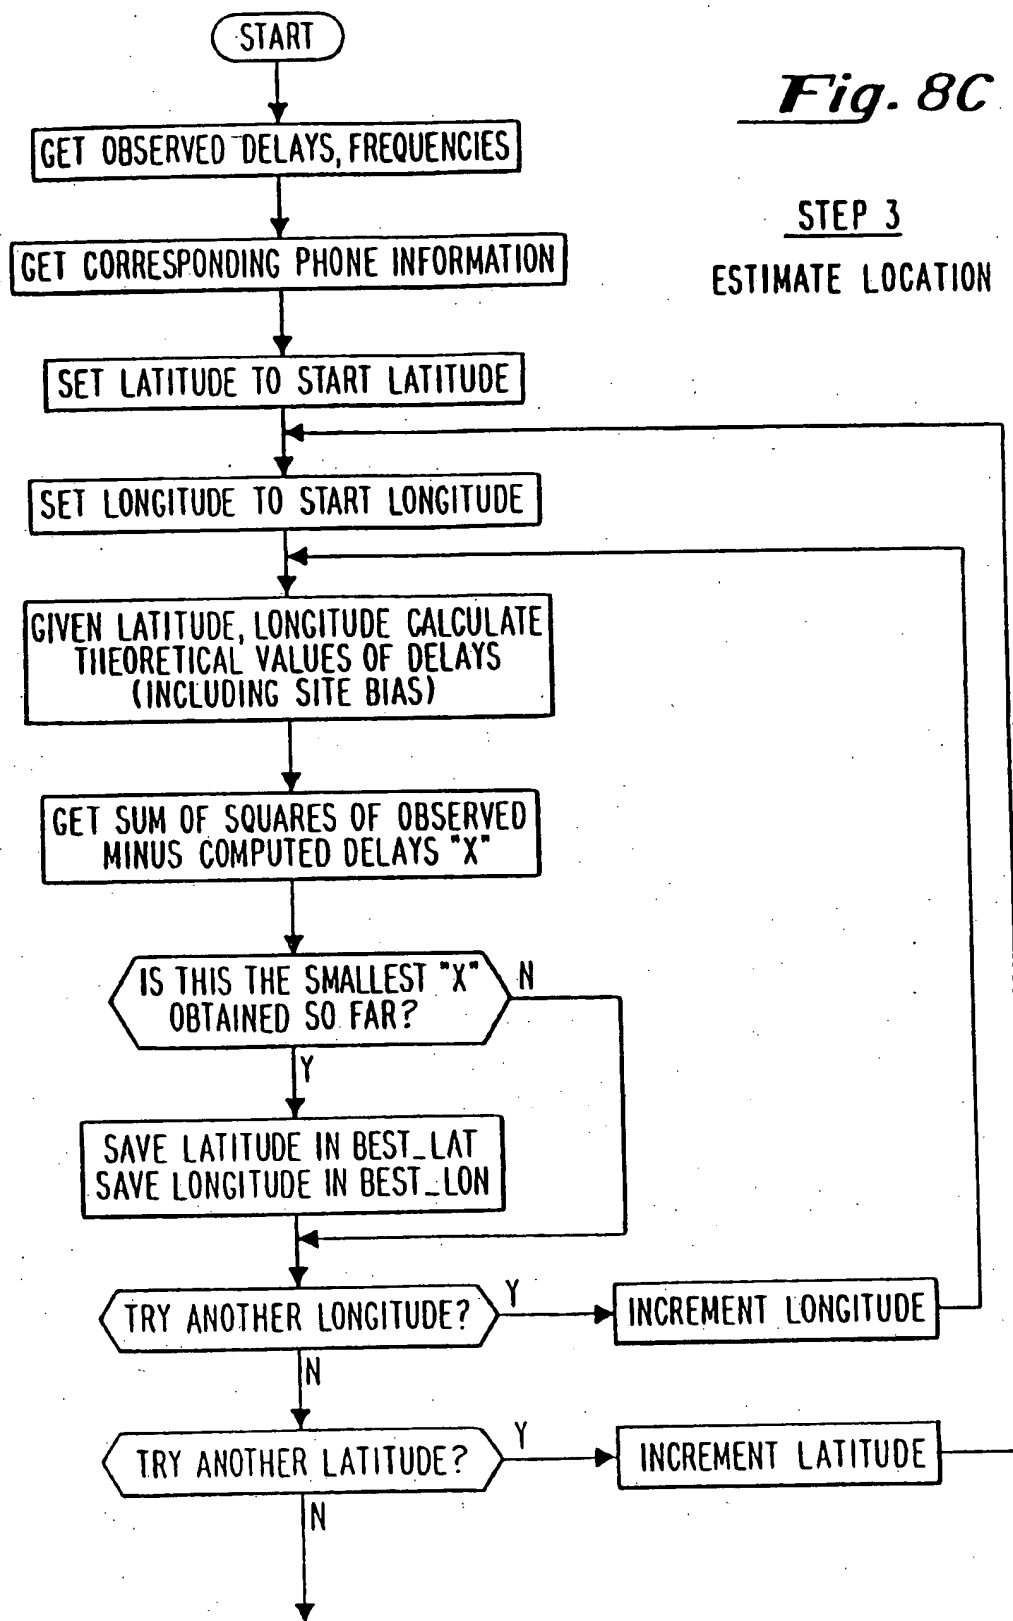 START
Fig. 8C
GET OBSERVED DELAYS, FREQUENCIES
STEP 3
GET CORRESPONDING PHONE INFORMATION
ESTIMATE LOCATION
SET LATITUDE TO START LATITUDE
SET LONGITUDE TO START LONGITUDE
GIVEN LATITUDE, LONGITUDE CALCULATE
THEORETICAL VALUES OF DELAYS
(INCLUDING SITE BIAS)
GET SUM OF SQUARES OF OBSERVED
MINUS COMPUTED DELAYS "X"
IS THIS THE SMALLEST "X"
OBTAINED SO FAR?
N
Y
SAVE LATITUDE IN BEST_LAT
SAVE LONGITUDE IN BEST_LON
TRY ANOTHER LONGITUDE?
Y
INCREMENT LONGITUDE
N
TRY ANOTHER LATITUDE?
Y
INCREMENT LATITUDE
N